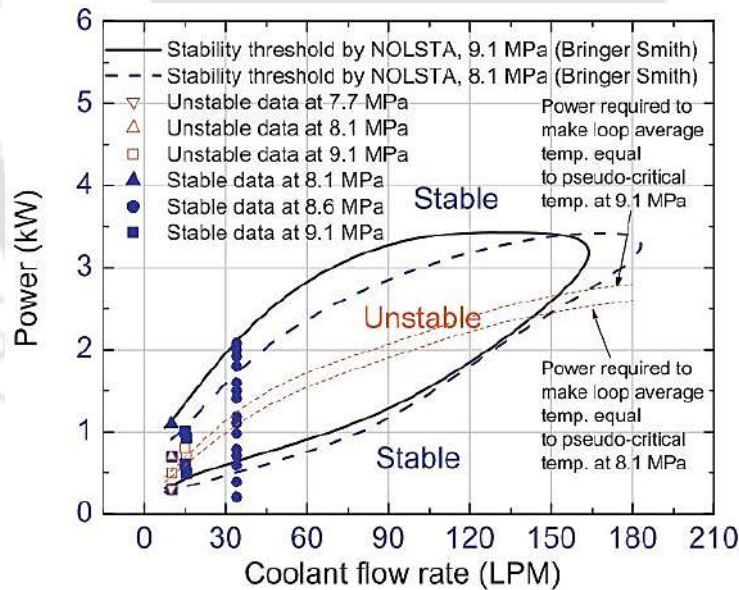 6
5
4
3
2
1
0
Power (kW)
Stability threshold by NOLSTA, 9.1 MPa (Bringer Smith)
Stability threshold by NOLSTA, 8.1 MPa (Bringer Smith)
Unstable data at 7.7 MPa
Unstable data at 8.1 MPa
Unstable data at 9.1 MPa
Stable data at 8.1 MPa
Stable data at 8.6 MPa
Stable data at 9.1 MPa
Power required to
make loop average
temp. equal
to pseudo-critical
temp. at 9.1 MPa
Stable
Unstable
Stable
Power required to
make loop average
temp. equal
to pseudo-critical
temp. at 8.1 MPa
0 30 60 90 120 150 180 210
Coolant flow rate (LPM)